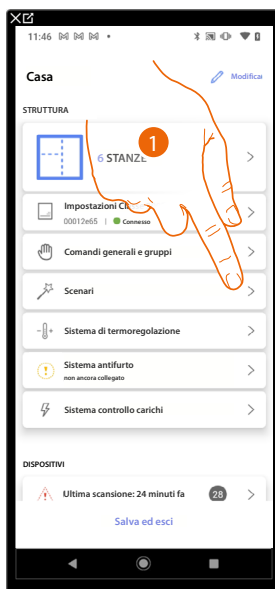 11:46
Casa
Modifica
STRUTTURA
1
6 STANZE
Impostazioni
00012e65 | Connesso
Comandi generali e gruppi
Scenari
Sistema di termoregolazione
Sistema antifurto
non ancora collegato
Sistema controllo carichi
DISPOSITIVI
Ultima scansione: 24 minuti fa
28
Salva ed esci